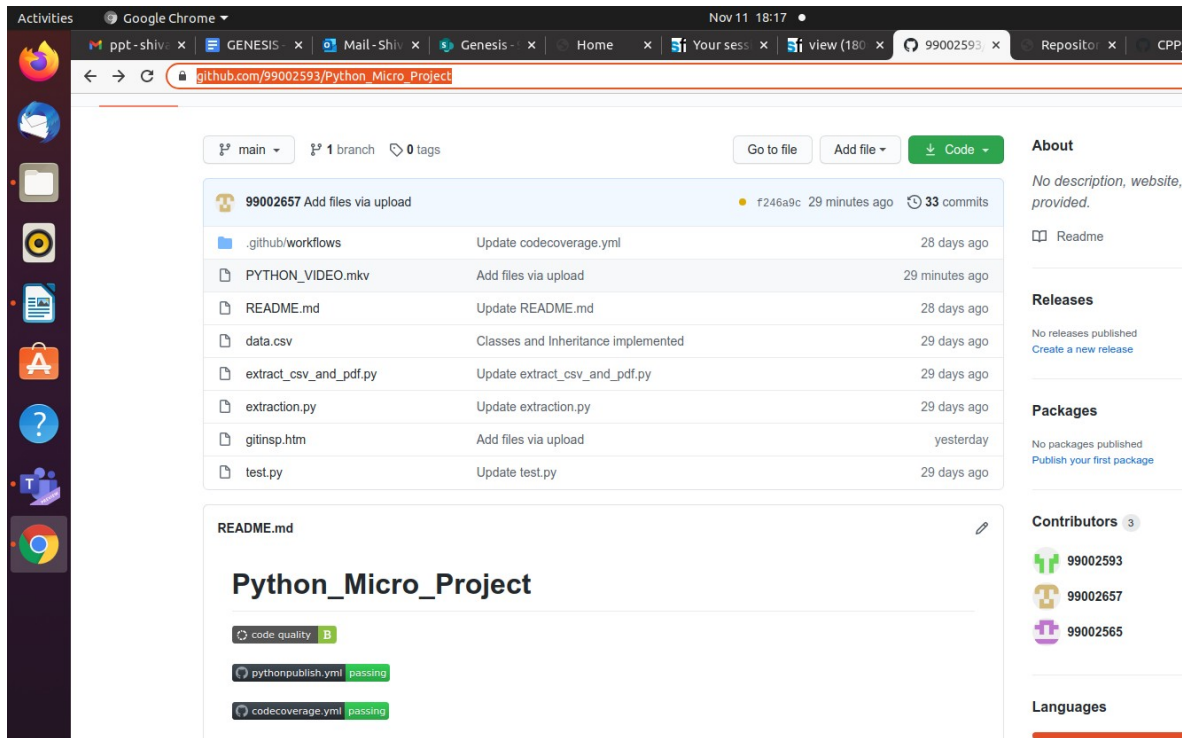 Activities Google Chrome Nov 11 18:17
ppt-shiva GENESIS- Mail-Shiv Genesis- Home Your sess view (180 99002593/ Repositor CPP
github.com/99002593/Python_Micro_Project
main 1 branch 0 tags Go to file Add file Code
99002657 Add files via upload f246a9c 29 minutes ago 33 commits
.github/workflows Update codecoverage.yml 28 days ago
PYTHON_VIDEO.mkv Add files via upload 29 minutes ago
README.md Update README.md 28 days ago
data.csv Classes and Inheritance implemented 29 days ago
extract_csv_and_pdf.py Update extract_csv_and_pdf.py 29 days ago
extraction.py Update extraction.py 29 days ago
gitinsp.htm Add files via upload yesterday
test.py Update test.py 29 days ago
README.md
Python_Micro_Project
code quality B
pythonpublish.yml passing
codecoverage.yml passing
About
No description, website,
provided.
Readme
Releases
No releases published
Create a new release
Packages
No packages published
Publish your first package
Contributors 3
99002593
99002657
99002565
Languages